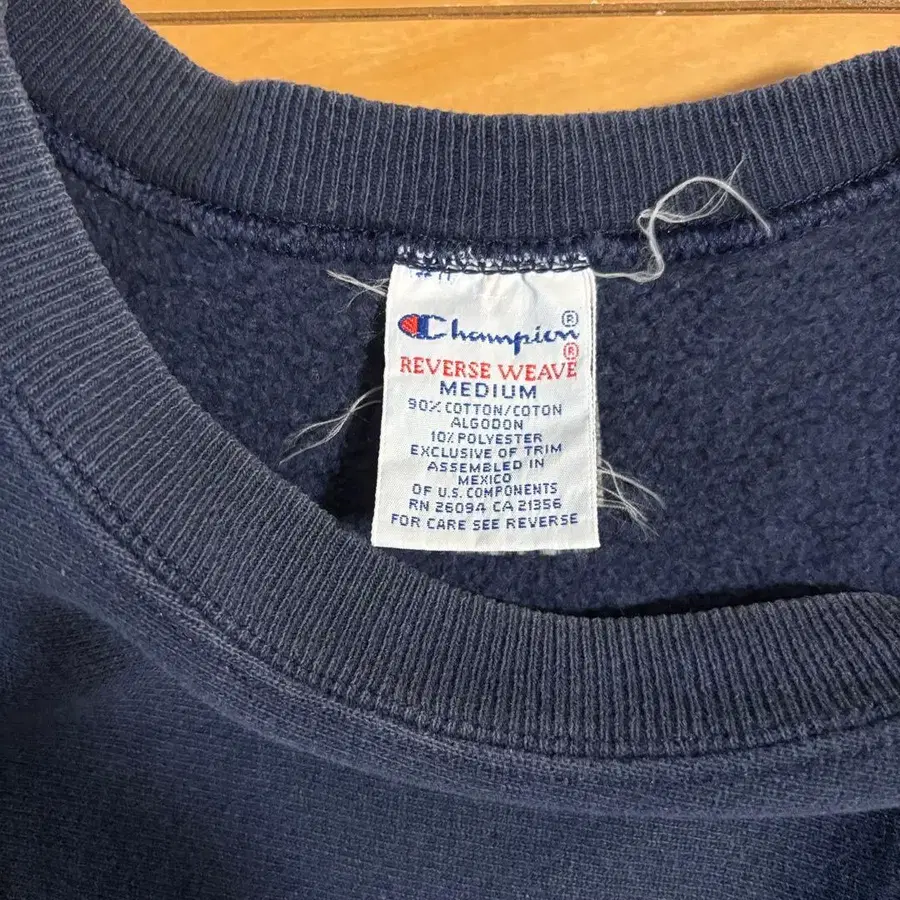 Champion®
REVERSE WEAVE®
MEDIUM
90% COTTON/COTON
ALGODON
10% POLYESTER
EXCLUSIVE OF TRIM
ASSEMBLED IN
MEXICO
OF U.S. COMPONENTS
RN 26094 CA 21356
FOR CARE SEE REVERSE